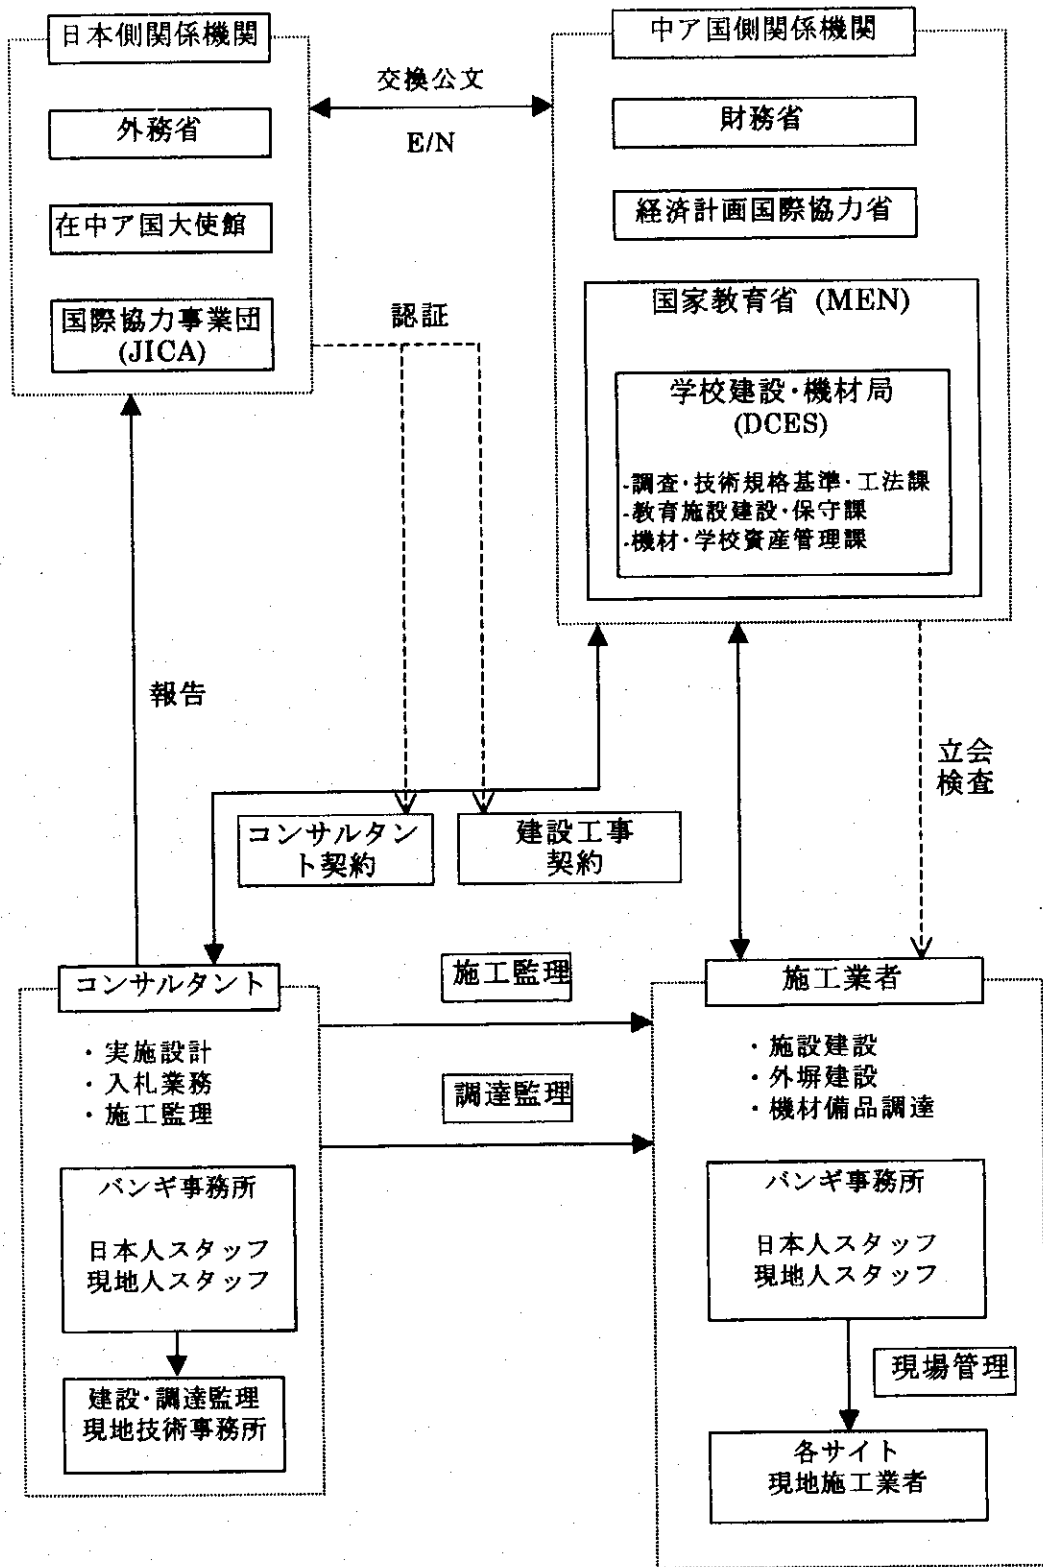 日本側関係機関
外務省
在中ア国大使館
国際協力事業団
(JICA)
交換公文
E/N
中ア国側関係機関
財務省
経済計画国際協力省
国家教育省 (MEN)
学校建設・機材局
(DCES)
-調査・技術規格基準・工法課
-教育施設建設・保守課
-機材・学校資産管理課
認証
報告
立会
検査
コンサルタン
ト契約
建設工事
契約
コンサルタント
・実施設計
・入札業務
・施工監理
バンギ事務所
日本人スタッフ
現地人スタッフ
建設・調達監理
現地技術事務所
施工監理
調達監理
施工業者
・施設建設
・外塀建設
・機材備品調達
バンギ事務所
日本人スタッフ
現地人スタッフ
現場管理
各サイト
現地施工業者